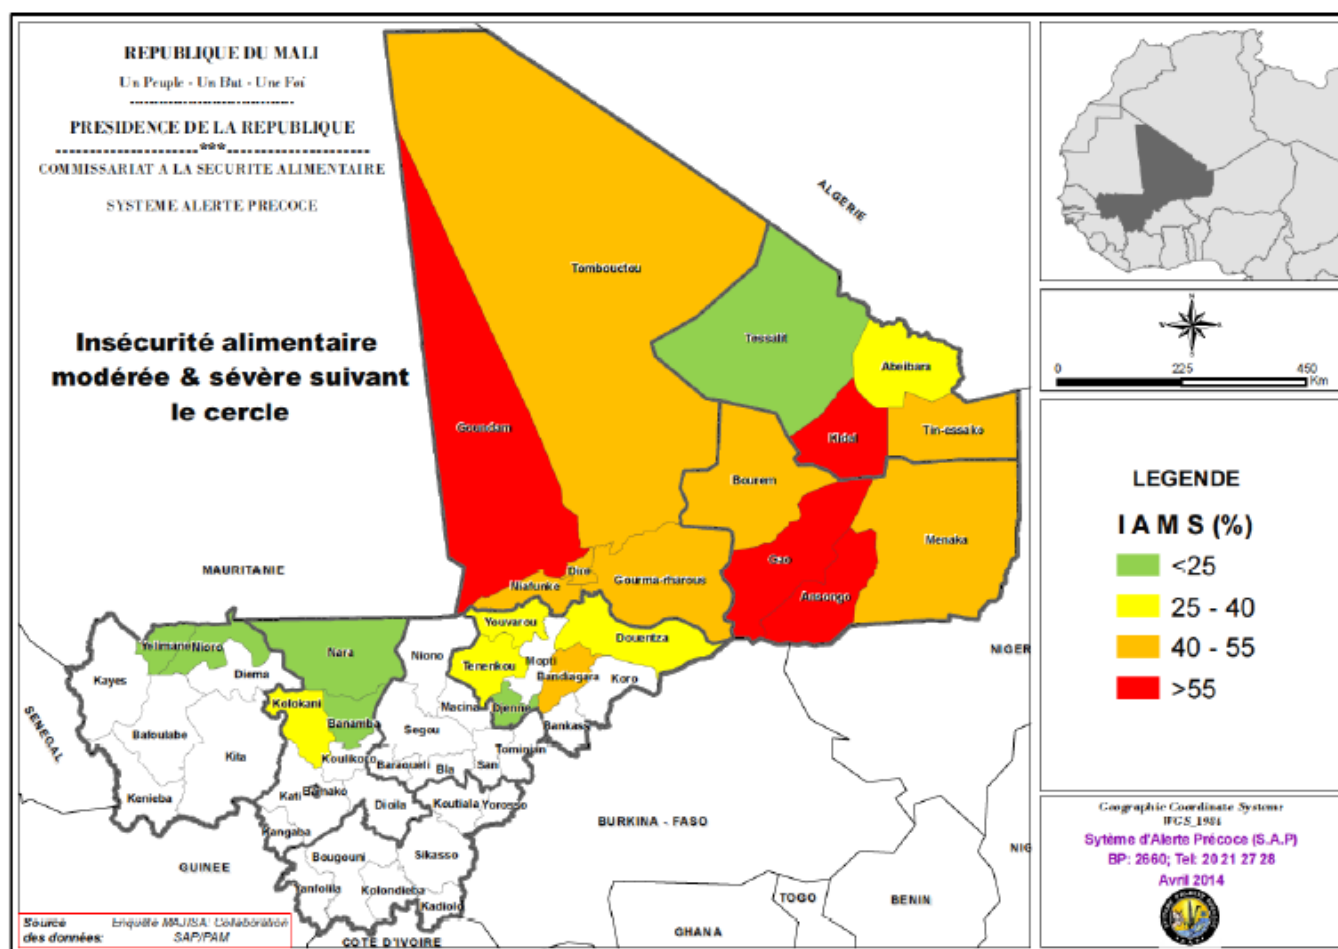 REPUBLIQUE DU MALI
Un Peuple - Un But - Une Foi
PRESIDENCE DE LA REPUBLIQUE
***
COMMISSARIAT A LA SECURITE ALIMENTAIRE
SYSTEME ALERTE PRECOCE
Insécurité alimentaire
modérée & sévère suivant
le cercle
ALGERIE
Tombouctou
Tessalit
Abeibara
Goundam
Kidal
Tin-essako
Bourem
Menaka
Gao
Ansongo
Gourma-rharous
Diré
Niafunke
MAURITANIE
Youvarou
Douentza
Yelimane
Nioro
Nara
Niono
Tenenkou
Mopti
Bandiagara
Koro
NIGER
Kayes
Diema
Kolokani
Banamba
Macina
Djenne
Bankass
SENEGAL
Bafoulabe
Kita
Segou
Koulikoro
Baraoueli
Bla
San
Tominian
Kenieba
Kati
Bamako
Dioila
Koutiala
Yorosso
Kangaba
BURKINA - FASO
GUINEE
Bougouni
Sikasso
Yanfolila
Kolondieba
Kadiolo
COTE D'IVOIRE
GHANA
TOGO
BENIN
NIG
Source
des données:
Enquête MAJISA: Collaboration
SAP/PAM
N
W
E
S
0
225
450
Km
LEGENDE
I A M S (%)
<25
25 - 40
40 - 55
>55
Geographic Coordinate Systeme
WGS_1984
Sytème d'Alerte Précoce (S.A.P)
BP: 2660; Tel: 20 21 27 28
Avril 2014